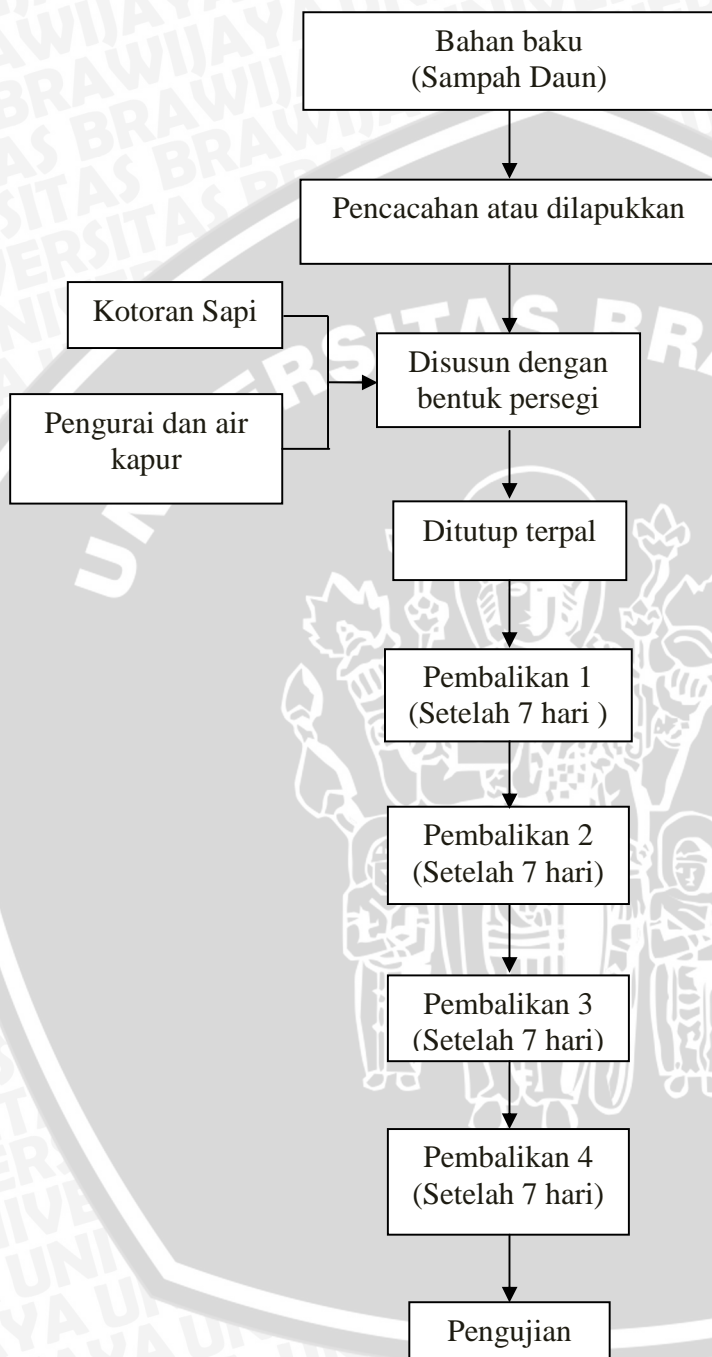 Bahan baku
(Sampah Daun)
Pencacahan atau dilapukkan
Kotoran Sapi
Disusun dengan
bentuk persegi
Pengurai dan air
kapur
Ditutup terpal
Pembalikan 1
(Setelah 7 hari )
Pembalikan 2
(Setelah 7 hari)
Pembalikan 3
(Setelah 7 hari)
Pembalikan 4
(Setelah 7 hari)
Pengujian